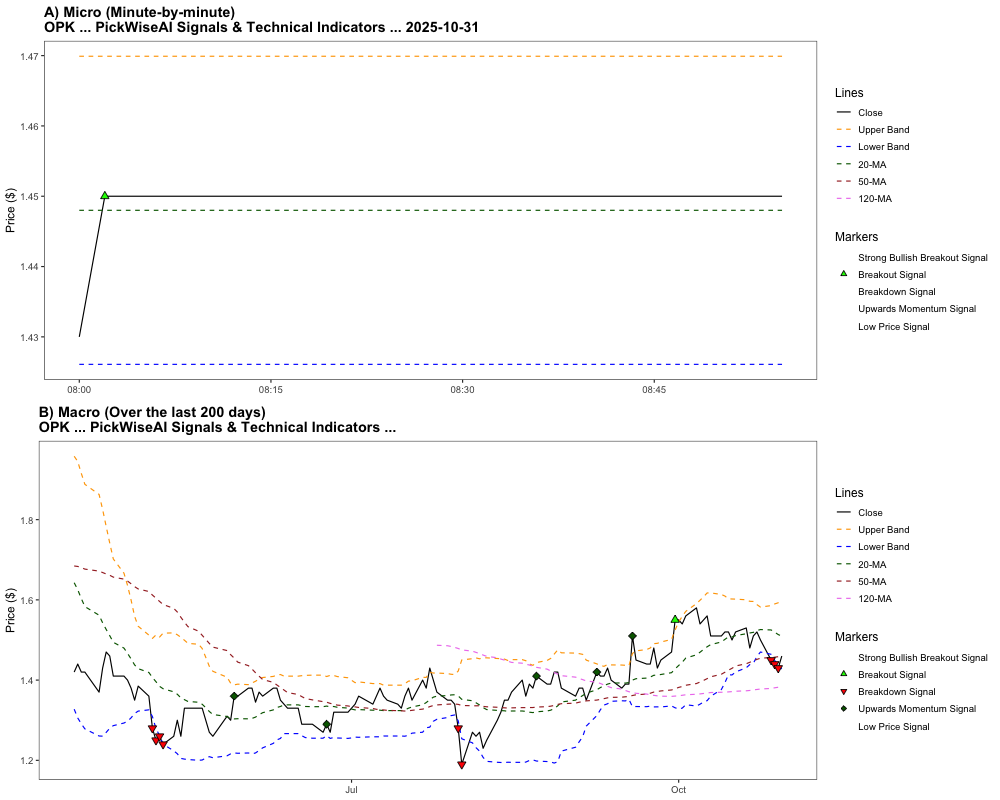 A) Micro (Minute-by-minute)
OPK ... PickWiseAI Signals & Technical Indicators ... 2025-10-31
Price ($)
1.47
1.46
1.45
1.44
1.43
08:00
08:15
08:30
08:45
Lines
Close
Upper Band
Lower Band
20-MA
50-MA
120-MA
Markers
Strong Bullish Breakout Signal
Breakout Signal
Breakdown Signal
Upwards Momentum Signal
Low Price Signal
B) Macro (Over the last 200 days)
OPK ... PickWiseAI Signals & Technical Indicators ...
Price ($)
1.8
1.6
1.4
1.2
Jul
Oct
Lines
Close
Upper Band
Lower Band
20-MA
50-MA
120-MA
Markers
Strong Bullish Breakout Signal
Breakout Signal
Breakdown Signal
Upwards Momentum Signal
Low Price Signal